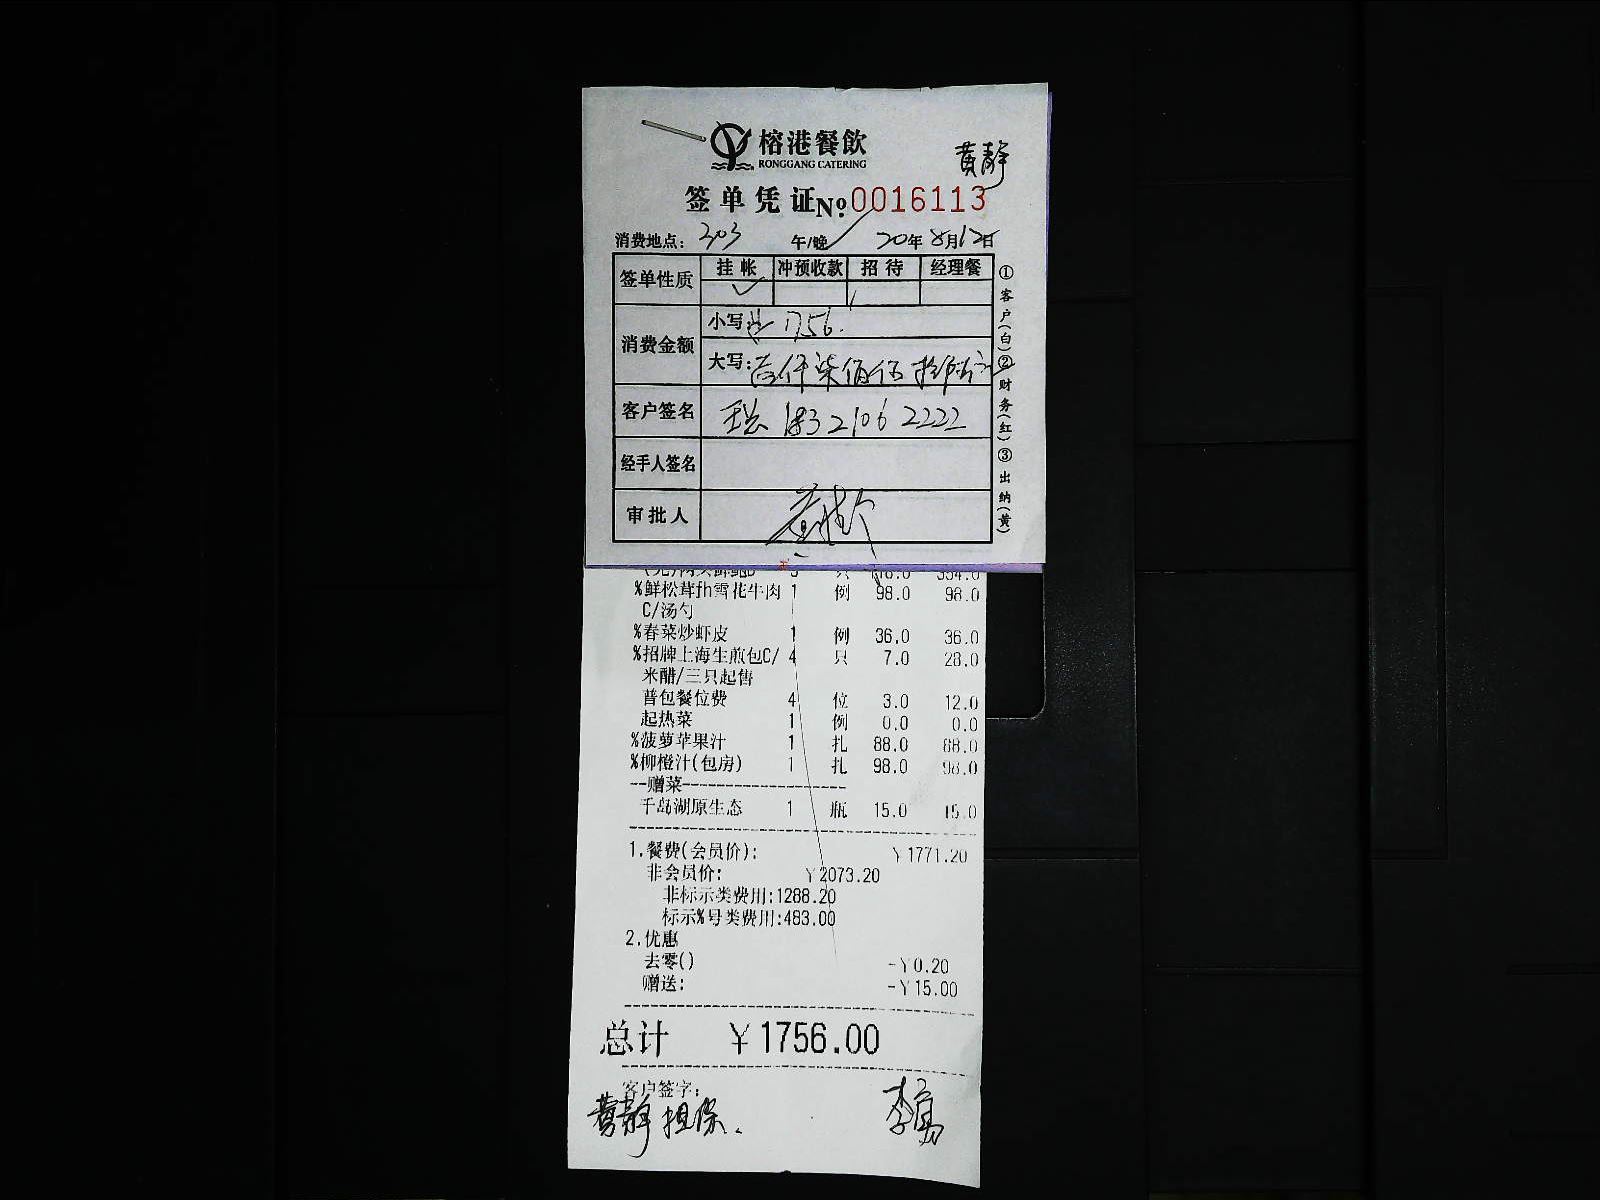 榕港餐飲
RONGGANG CATERING
黄静
签单凭证 №0016113
消费地点: 303 午/晚 20年8月12日
签单性质 挂帐 冲预收款 招待 经理餐
消费金额 小写 1756.
大写: 壹仟柒佰伍拾陆
客户签名 18321062222
经手人签名
审批人
①客户(白)②财务(红)③出纳(黄)
%鲜松茸fh雪花牛肉 1 例 98.0 98.0
C/汤勺
%春菜炒虾皮 1 例 36.0 36.0
%招牌上海生煎包C/ 4 只 7.0 28.0
米醋/三只起售
普包餐位费 4 位 3.0 12.0
起热菜 1 例 0.0 0.0
%菠萝苹果汁 1 扎 88.0 88.0
%柳橙汁(包房) 1 扎 98.0 98.0
--赠菜--------------------
千岛湖原生态 1 瓶 15.0 15.0
1.餐费(会员价): ¥1771.20
非会员价: ¥2073.20
非标示类费用:1288.20
标示%号类费用:483.00
2.优惠
去零() -¥0.20
赠送: -¥15.00
总计 ¥1756.00
客户签字:
黄静担保. 李勇